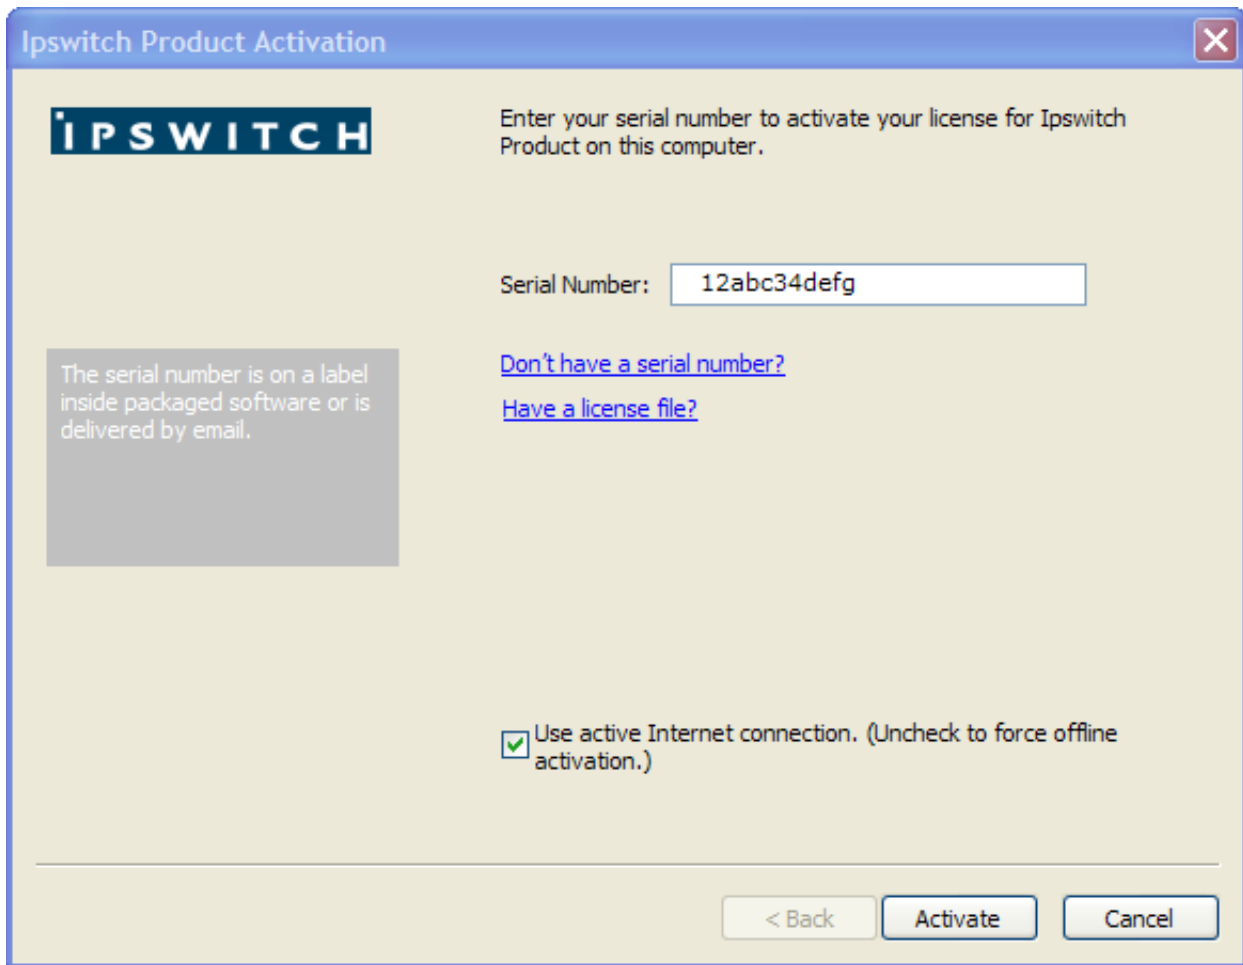 Ipswitch Product Activation
IPSWITCH
Enter your serial number to activate your license for Ipswitch
Product on this computer.
Serial Number: 12abc34defg
The serial number is on a label
inside packaged software or is
delivered by email.
Don't have a serial number?
Have a license file?
Use active Internet connection. (Uncheck to force offline
activation.)
< Back Activate Cancel